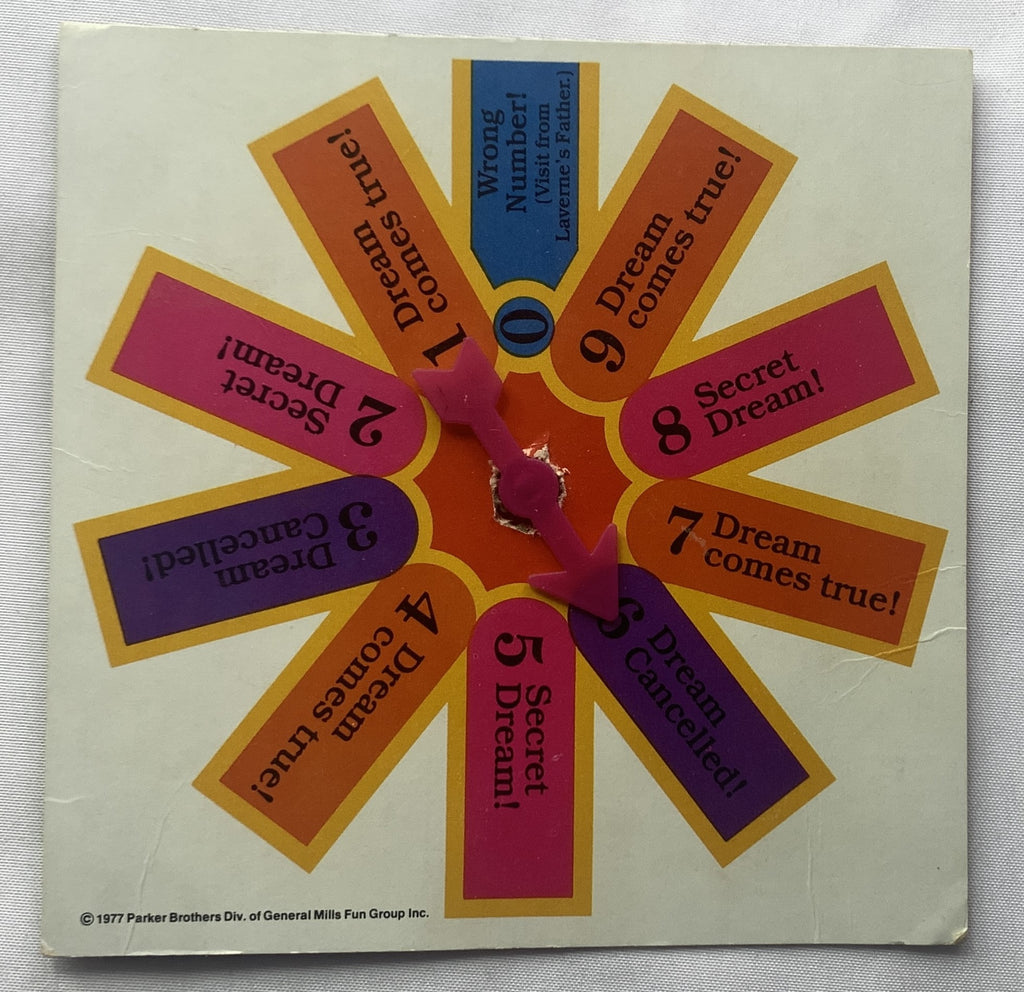 0
Wrong
Number!
(Visit from
Laverne's Father.)
9
Dream
comes true!
8
Secret
Dream!
7
Dream
comes true!
6
Dream
Cancelled!
5
Secret
Dream!
4
Dream
comes true!
3
Dream
Cancelled!
2
Secret
Dream!
1
Dream
comes true!
© 1977 Parker Brothers Div. of General Mills Fun Group Inc.